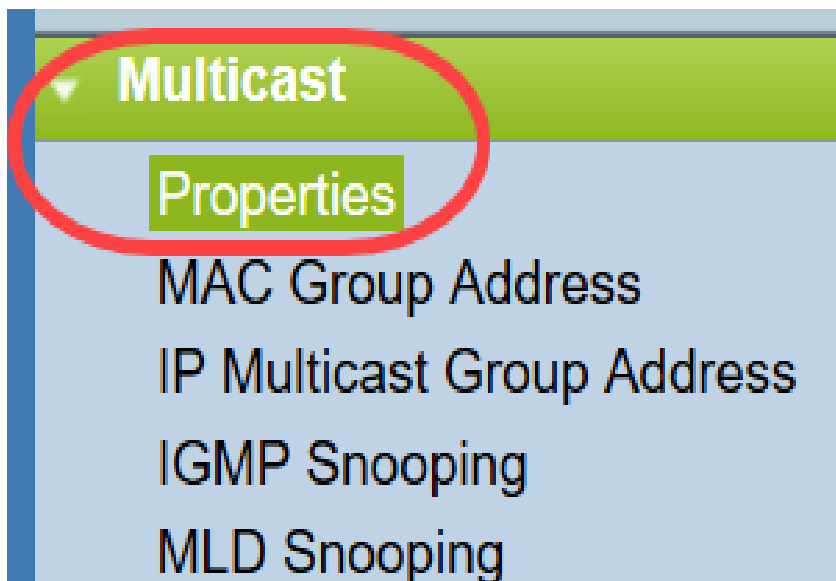 Multicast
Properties
MAC Group Address
IP Multicast Group Address
IGMP Snooping
MLD Snooping